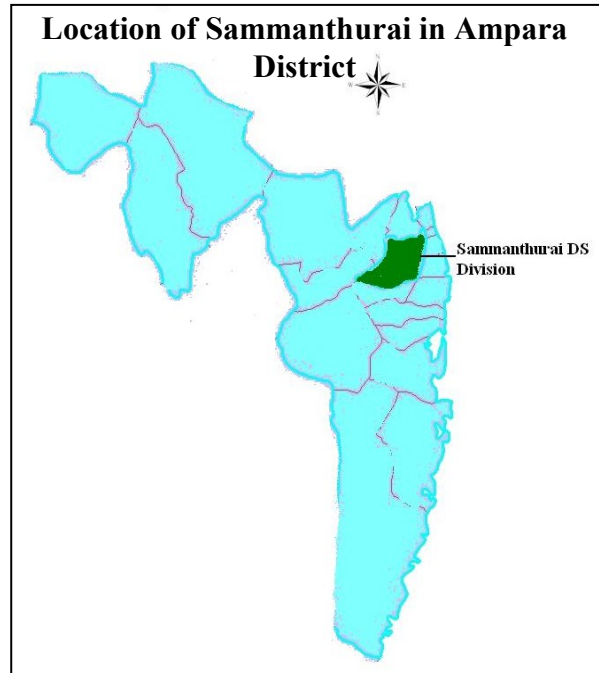 Location of Sammanthurai in Ampara
District
N
W
E
S
Sammanthurai DS
Division